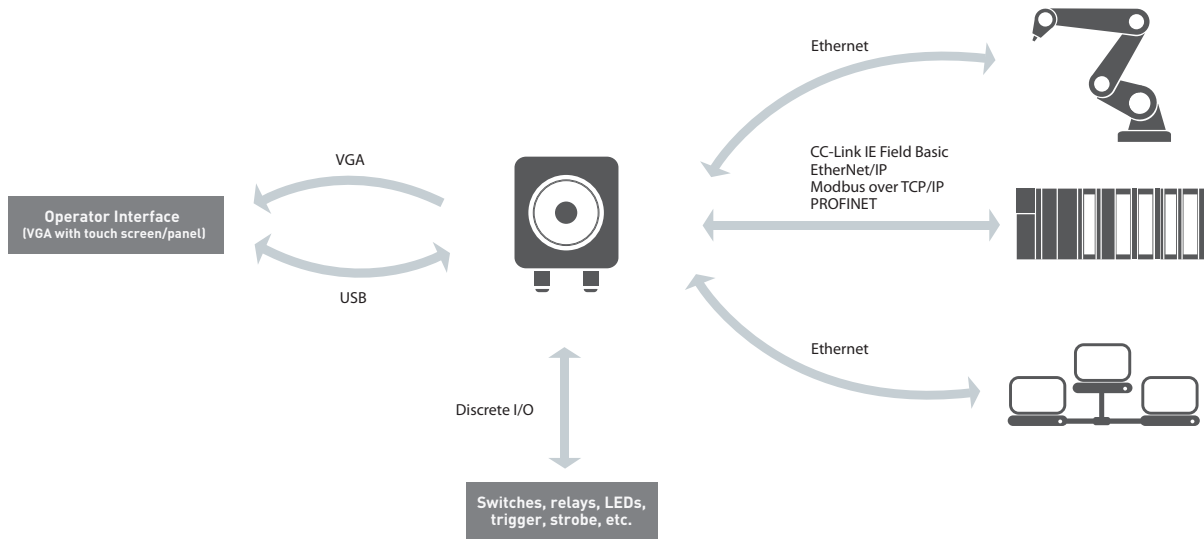 Ethernet
CC-Link IE Field Basic
EtherNet/IP
Modbus over TCP/IP
PROFINET
VGA
Operator Interface
(VGA with touch screen/panel)
USB
Ethernet
Discrete I/O
Switches, relays, LEDs,
trigger, strobe, etc.